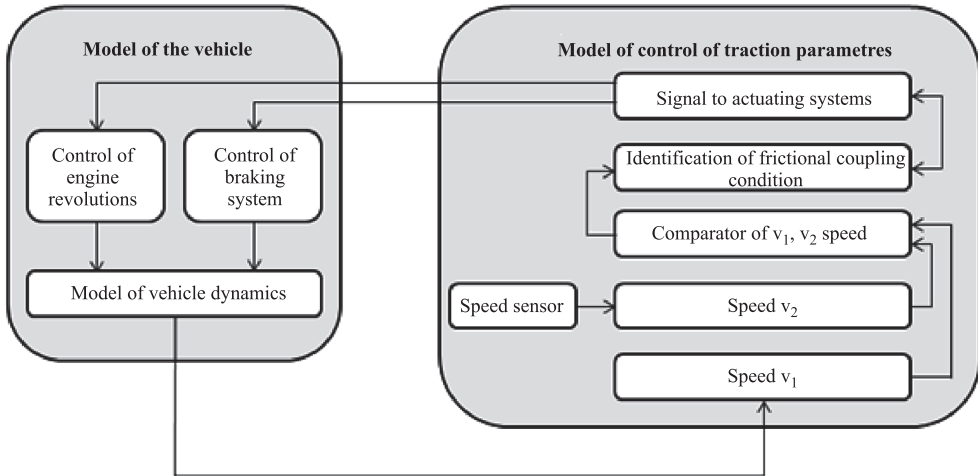 Model of the vehicle
Control of
engine
revolutions
Control of
braking
system
Model of vehicle dynamics
Model of control of traction parametres
Signal to actuating systems
Identification of frictional coupling
condition
Comparator of v₁, v₂ speed
Speed sensor
Speed v₂
Speed v₁